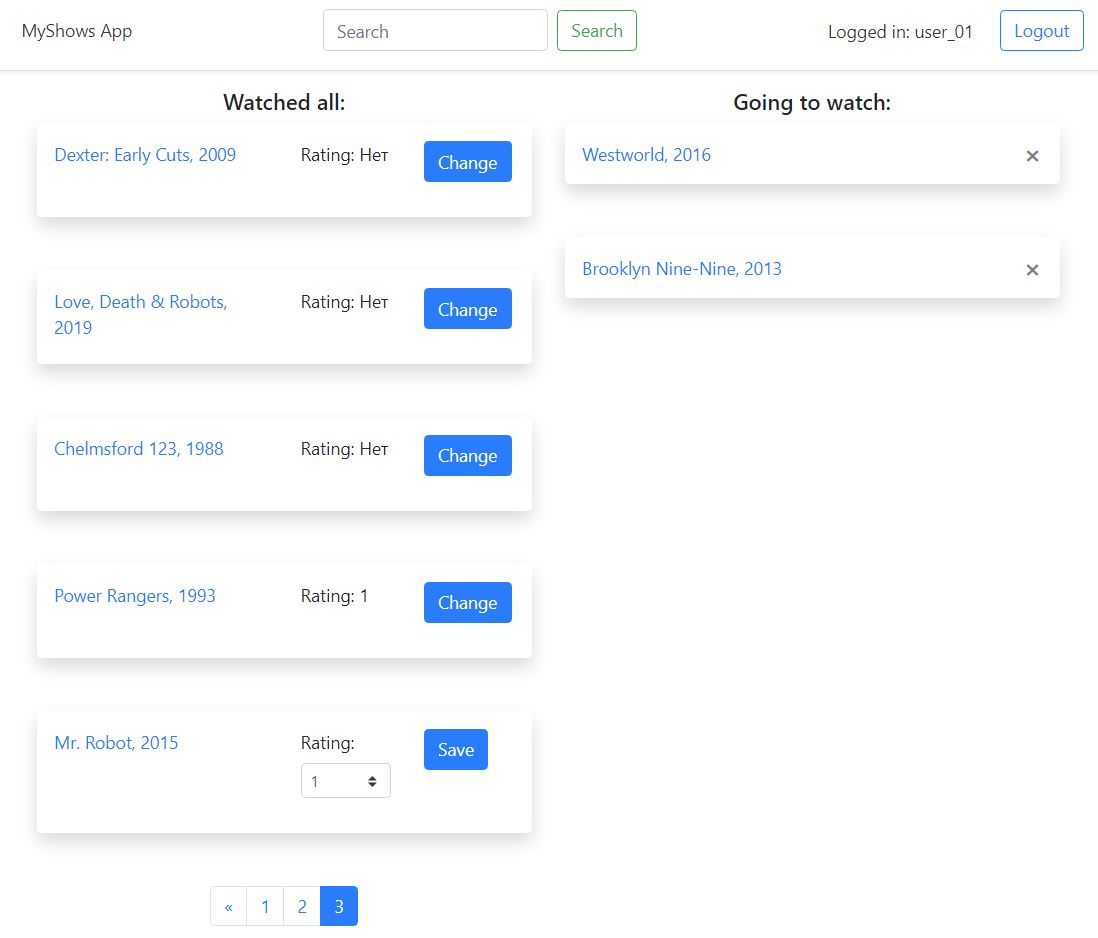 MyShows App
Search
Search
Logged in: user_01
Logout
Watched all:
Dexter: Early Cuts, 2009
Rating: Нет
Change
Love, Death & Robots,
2019
Rating: Нет
Change
Chelmsford 123, 1988
Rating: Нет
Change
Power Rangers, 1993
Rating: 1
Change
Mr. Robot, 2015
Rating:
1
Save
« 1 2 3
Going to watch:
Westworld, 2016
×
Brooklyn Nine-Nine, 2013
×